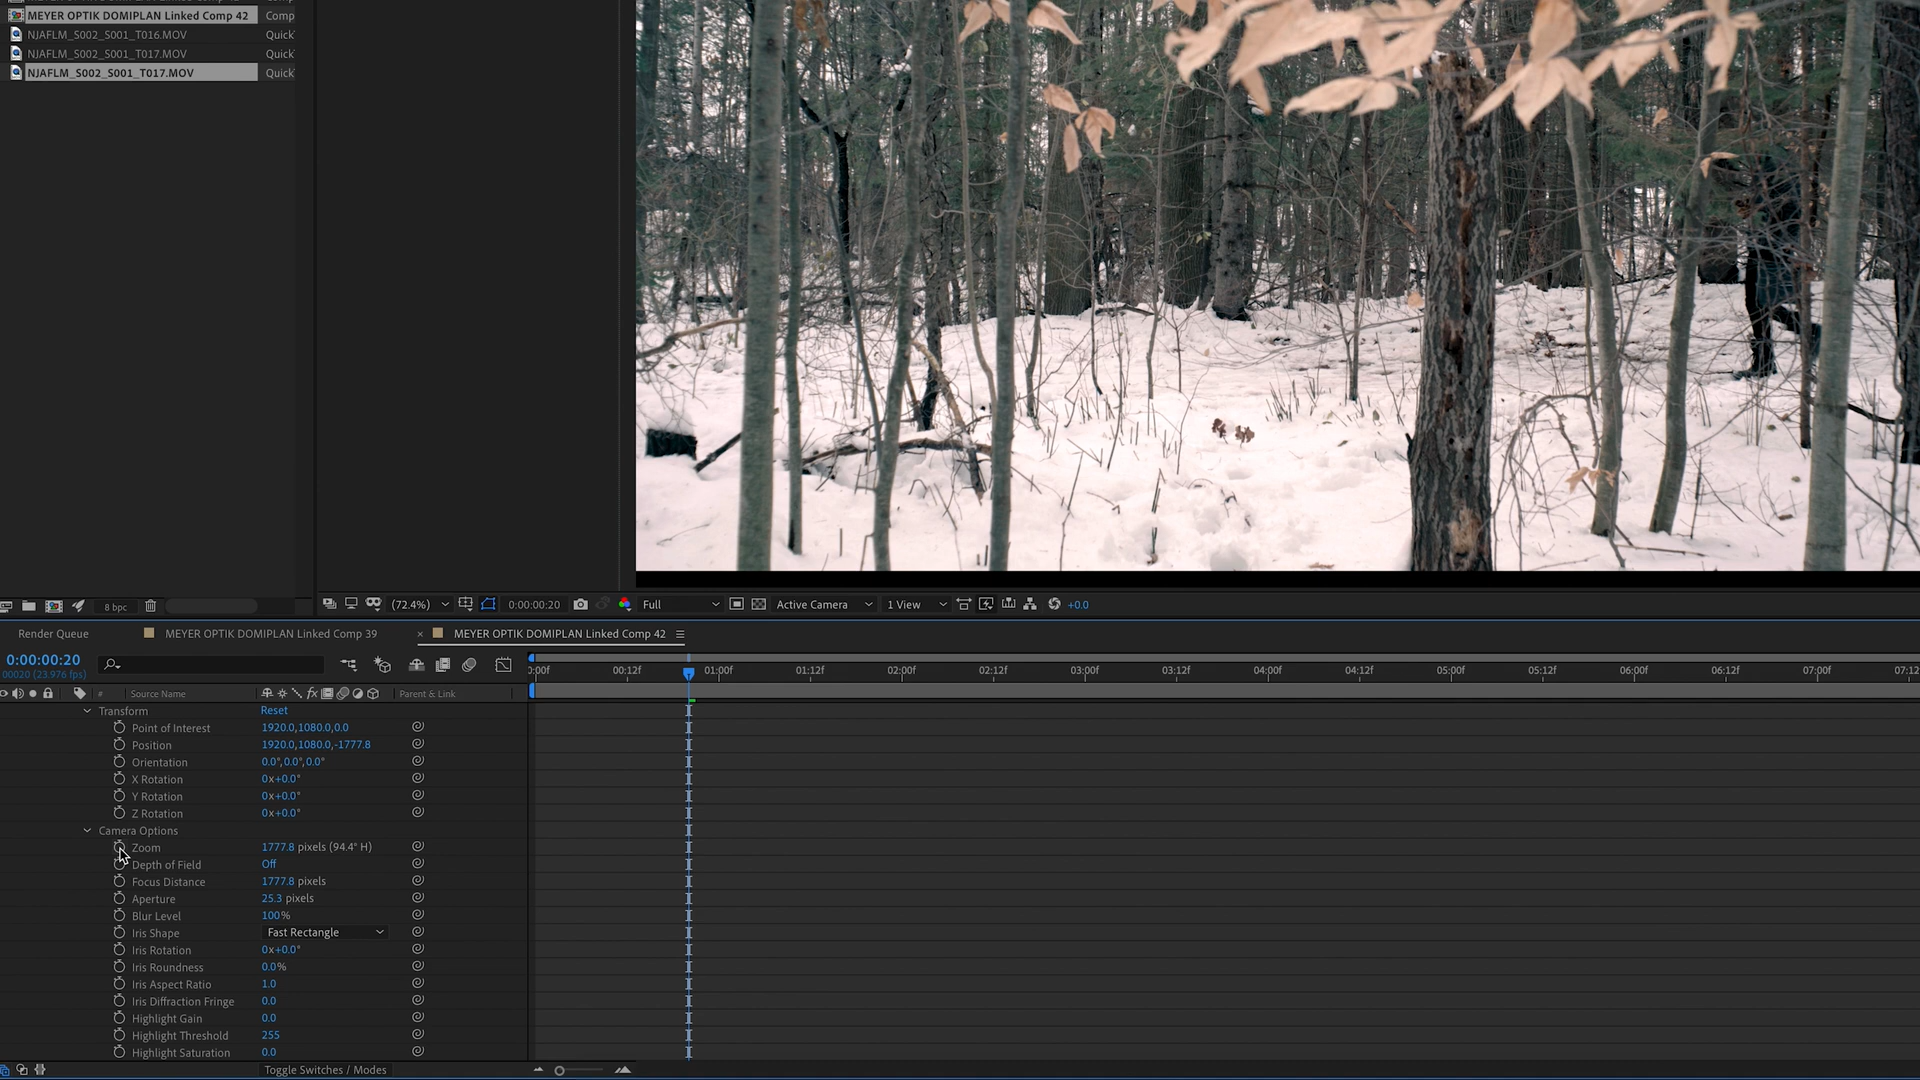 MEYER OPTIK DOMIPLAN Linked Comp 42 Comp
NJAFLM_S002_S001_T016.MOV Quick
NJAFLM_S002_S001_T017.MOV Quick
NJAFLM_S002_S001_T017.MOV Quick
8 bpc
(72.4%) 0:00:00:20 Full Active Camera 1 View +0.0
Render Queue MEYER OPTIK DOMIPLAN Linked Comp 39 × MEYER OPTIK DOMIPLAN Linked Comp 42
0:00:00:20
00020 (23.976 fps)
0:00f 00:12f 01:00f 01:12f 02:00f 02:12f 03:00f 03:12f 04:00f 04:12f 05:00f 05:12f 06:00f 06:12f 07:00f 07:12
# Source Name fx Parent & Link
Transform Reset
Point of Interest 1920.0,1080.0,0.0
Position 1920.0,1080.0,-1777.8
Orientation 0.0°,0.0°,0.0°
X Rotation 0x+0.0°
Y Rotation 0x+0.0°
Z Rotation 0x+0.0°
Camera Options
Zoom 1777.8 pixels (94.4° H)
Depth of Field Off
Focus Distance 1777.8 pixels
Aperture 25.3 pixels
Blur Level 100%
Iris Shape Fast Rectangle
Iris Rotation 0x+0.0°
Iris Roundness 0.0%
Iris Aspect Ratio 1.0
Iris Diffraction Fringe 0.0
Highlight Gain 0.0
Highlight Threshold 255
Highlight Saturation 0.0
Toggle Switches / Modes